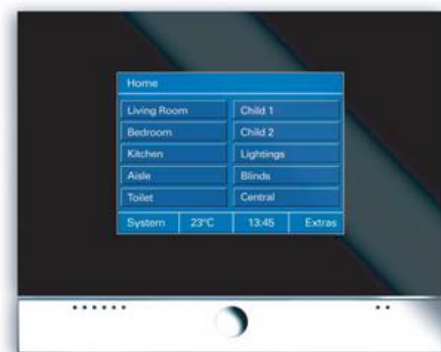 Home
Living Room Child 1
Bedroom Child 2
Kitchen Lightings
Aisle Blinds
Toilet Central
System 23°C 13:45 Extras